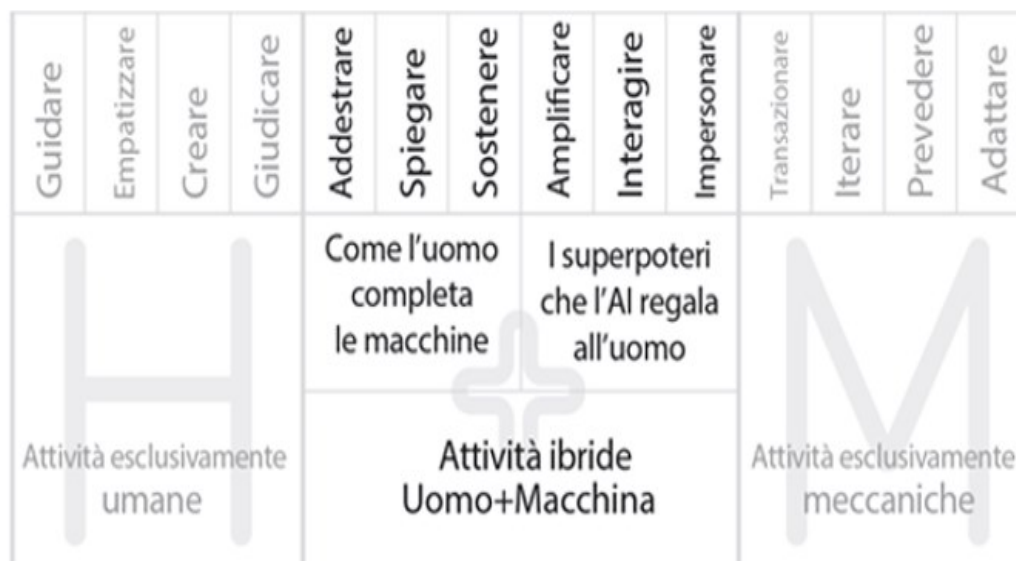 Guidare
Empatizzare
Creare
Giudicare
Addestrare
Spiegare
Sostenere
Amplificare
Interagire
Impersonare
Transazionare
Iterare
Prevedere
Adattare
H
Come l'uomo
completa
le macchine
I superpoteri
che l'AI regala
all'uomo
M
Attività esclusivamente
umane
Attività ibride
Uomo+Macchina
Attività esclusivamente
meccaniche